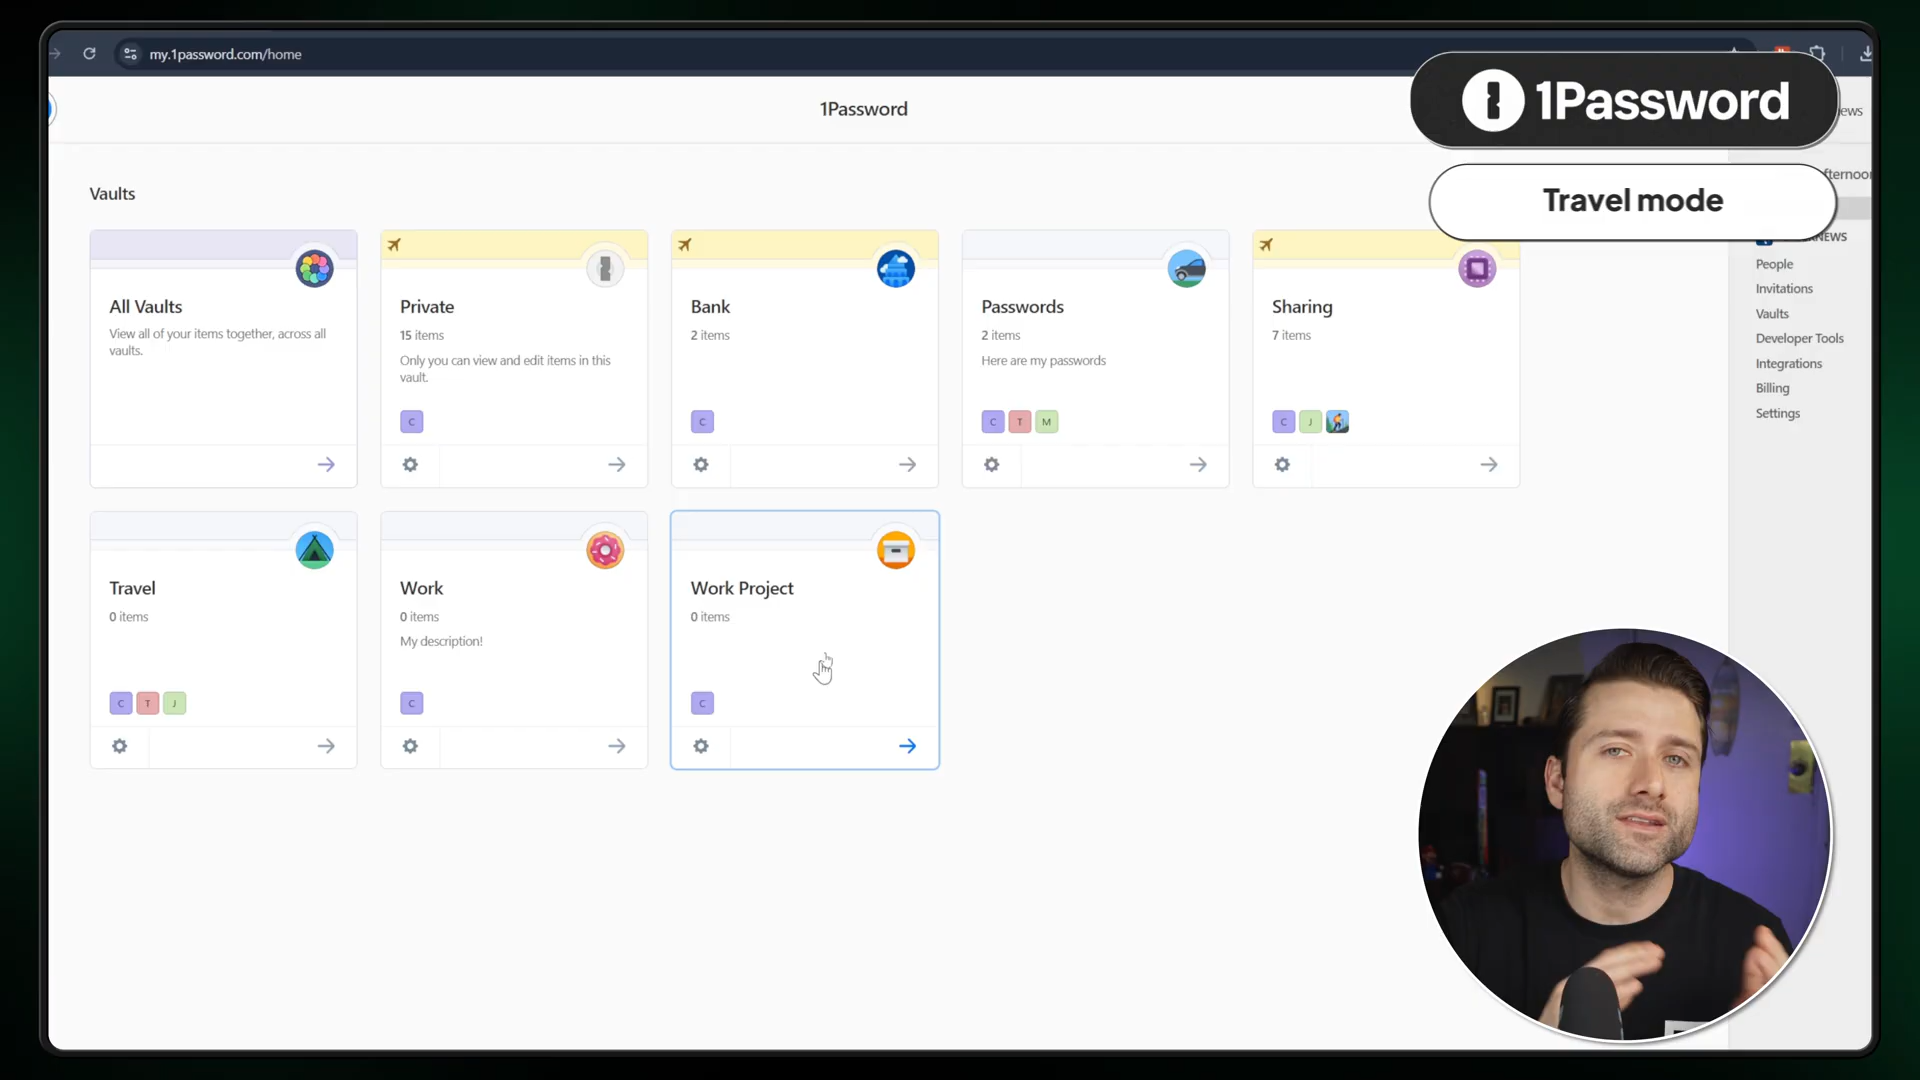 my.1password.com/home
1Password
1Password
Travel mode
Vaults
All Vaults
View all of your items together, across all
vaults.
Private
15 items
Only you can view and edit items in this
vault.
C
Bank
2 items
C
Passwords
2 items
Here are my passwords
C T M
Sharing
7 items
C J
Travel
0 items
C T J
Work
0 items
My description!
C
Work Project
0 items
C
People
Invitations
Vaults
Developer Tools
Integrations
Billing
Settings